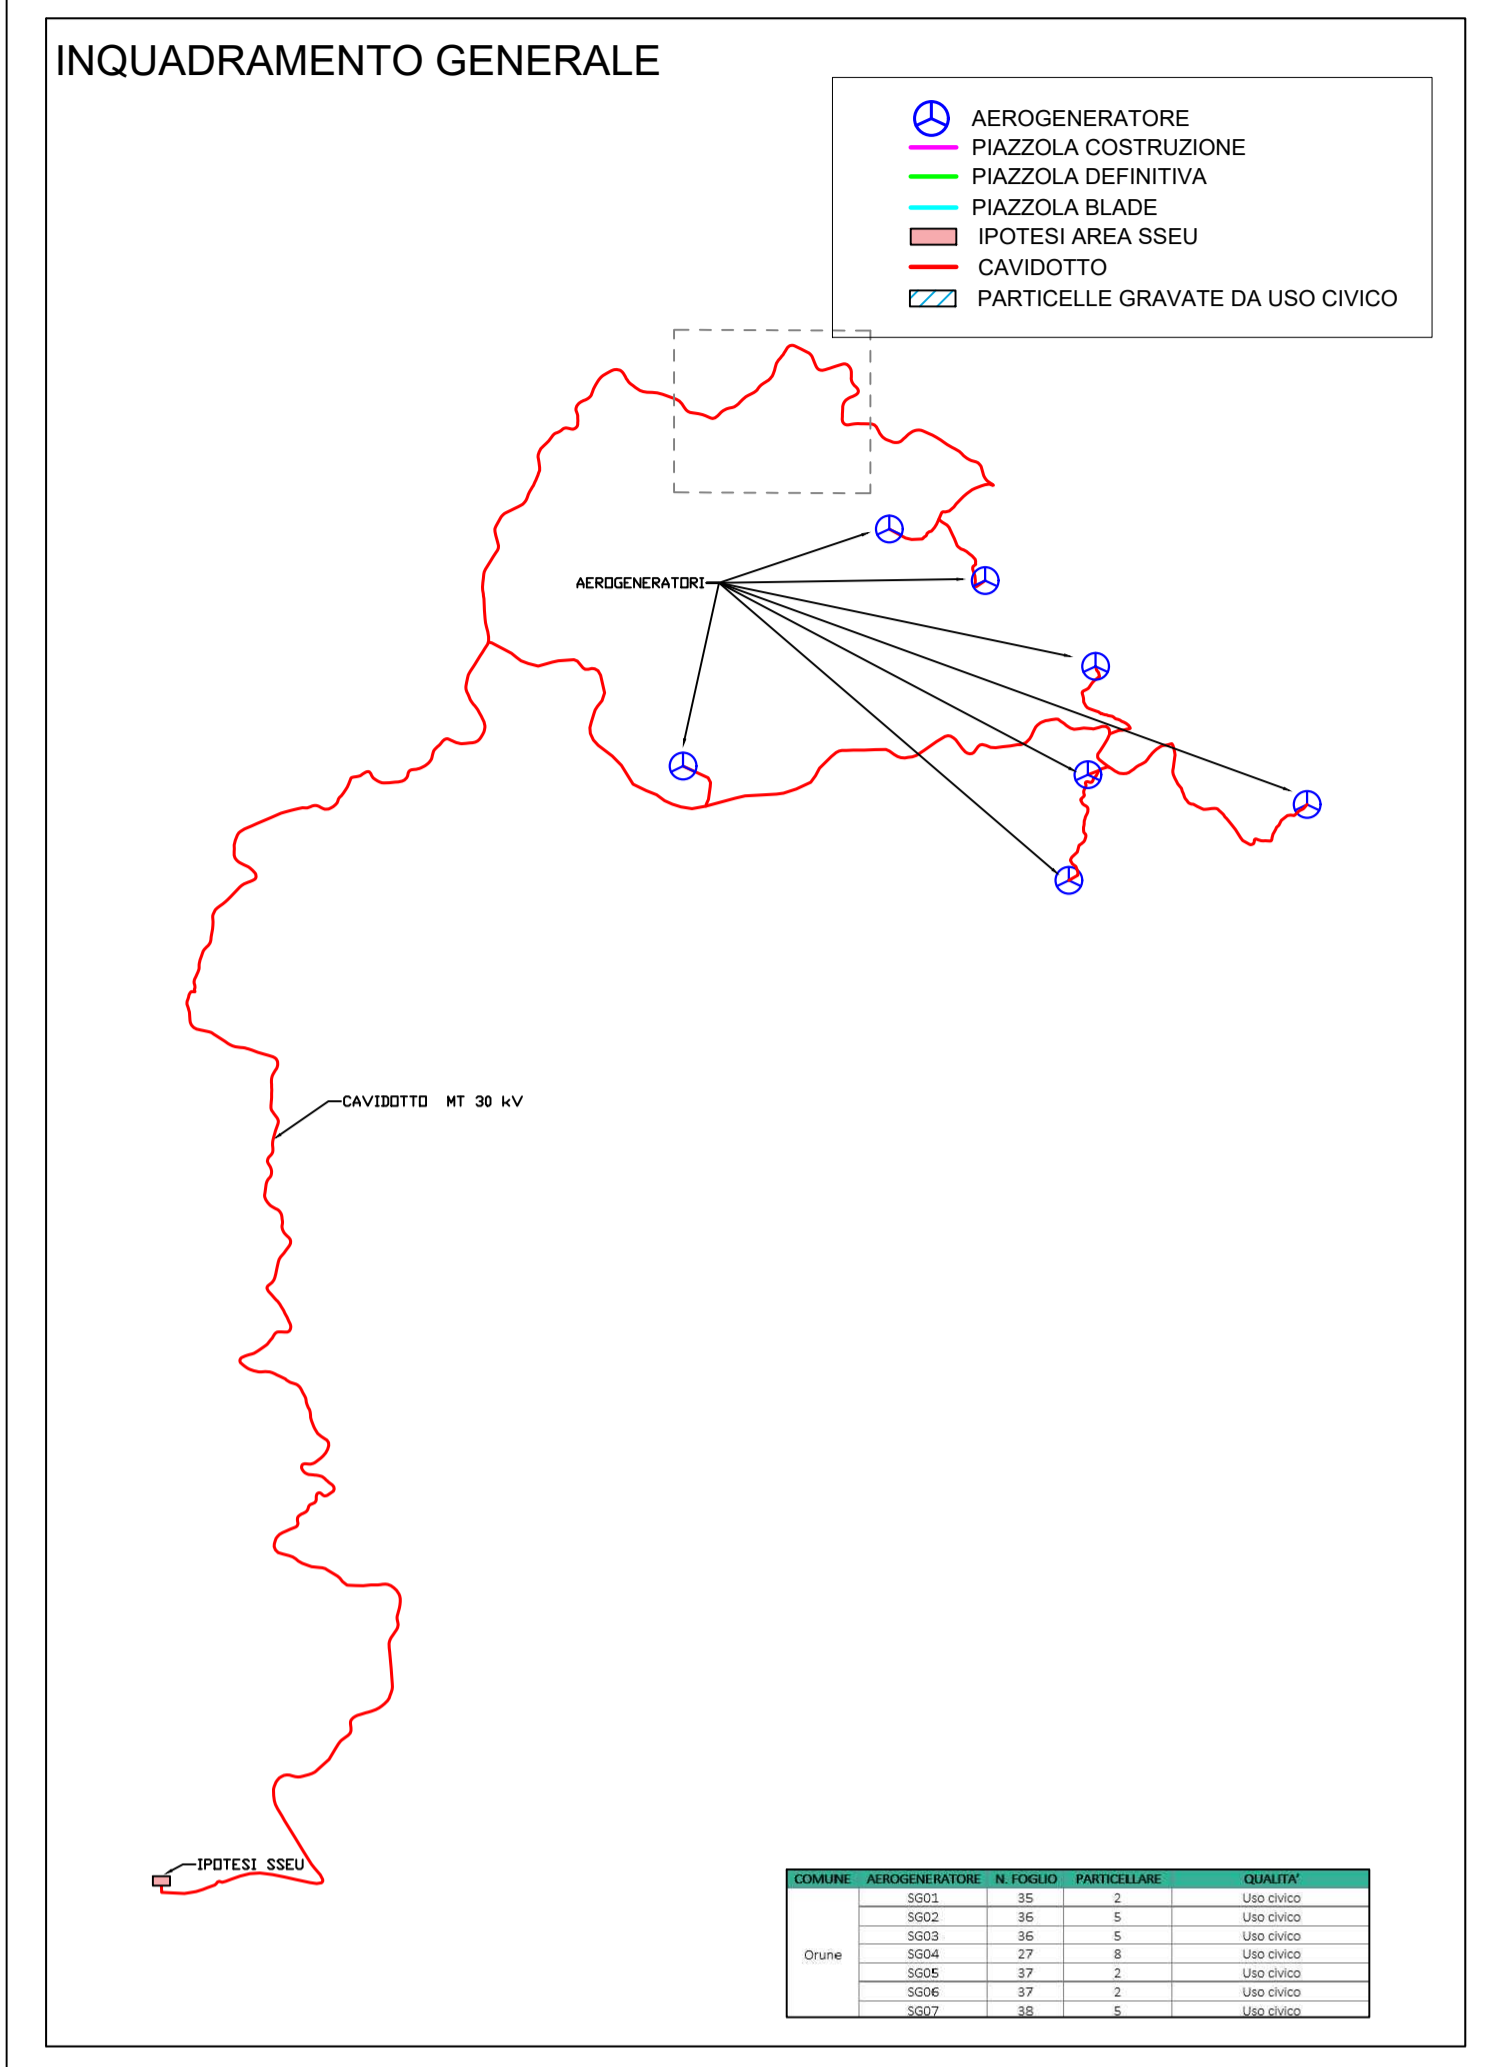 INQUADRAMENTO GENERALE
AEROGENERATORE
PIAZZOLA COSTRUZIONE
PIAZZOLA DEFINITIVA
PIAZZOLA BLADE
IPOTESI AREA SSEU
CAVIDOTTO
PARTICELLE GRAVATE DA USO CIVICO
AEROGENERATORI
CAVIDOTTO MT 30 kV
IPOTESI SSEU
COMUNE AEROGENERATORE N. FOGLIO PARTICELLARE QUALITA'
SG01 35 2 Uso civico
SG02 36 5 Uso civico
SG03 36 5 Uso civico
Orune SG04 27 8 Uso civico
SG05 37 2 Uso civico
SG06 37 2 Uso civico
SG07 38 5 Uso civico